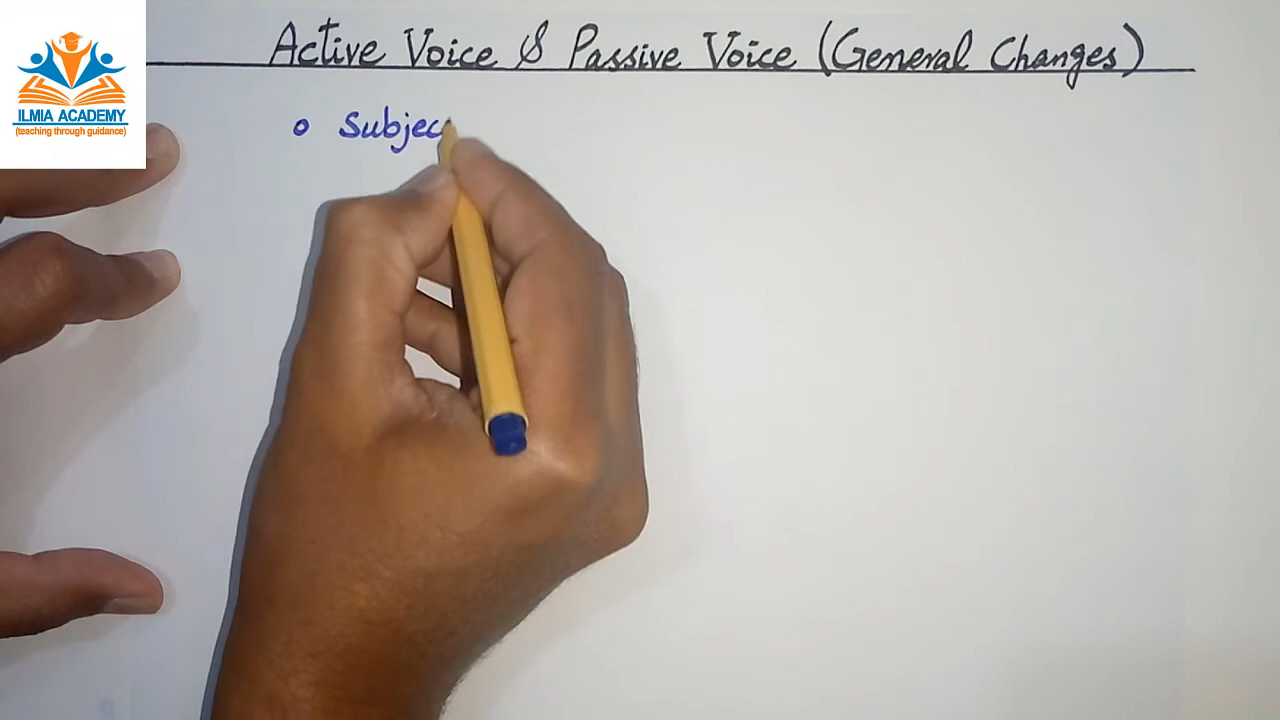 Active Voice & Passive Voice (General Changes)
ILMIA ACADEMY
(teaching through guidance)
o Subjec